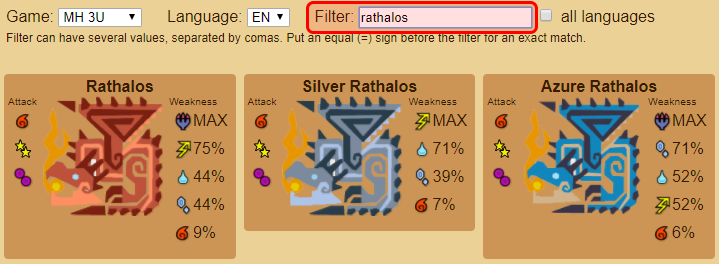 Game: MH 3U Language: EN Filter: rathalos all languages
Filter can have several values, separated by comas. Put an equal (=) sign before the filter for an exact match.
Rathalos
Attack Weakness
MAX
75%
44%
44%
9%
Silver Rathalos
Attack Weakness
MAX
71%
39%
7%
Azure Rathalos
Attack Weakness
MAX
71%
52%
52%
6%